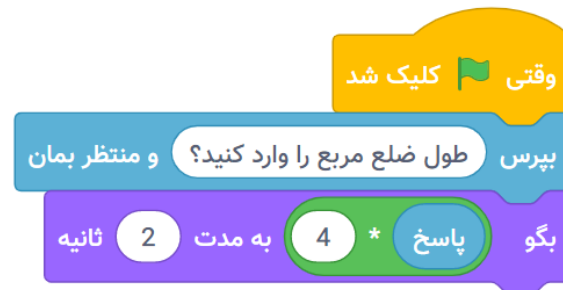 وقتی کلیک شد
بپرس طول ضلع مربع را وارد کنید؟ و منتظر بمان
بگو پاسخ * 4 به مدت 2 ثانیه